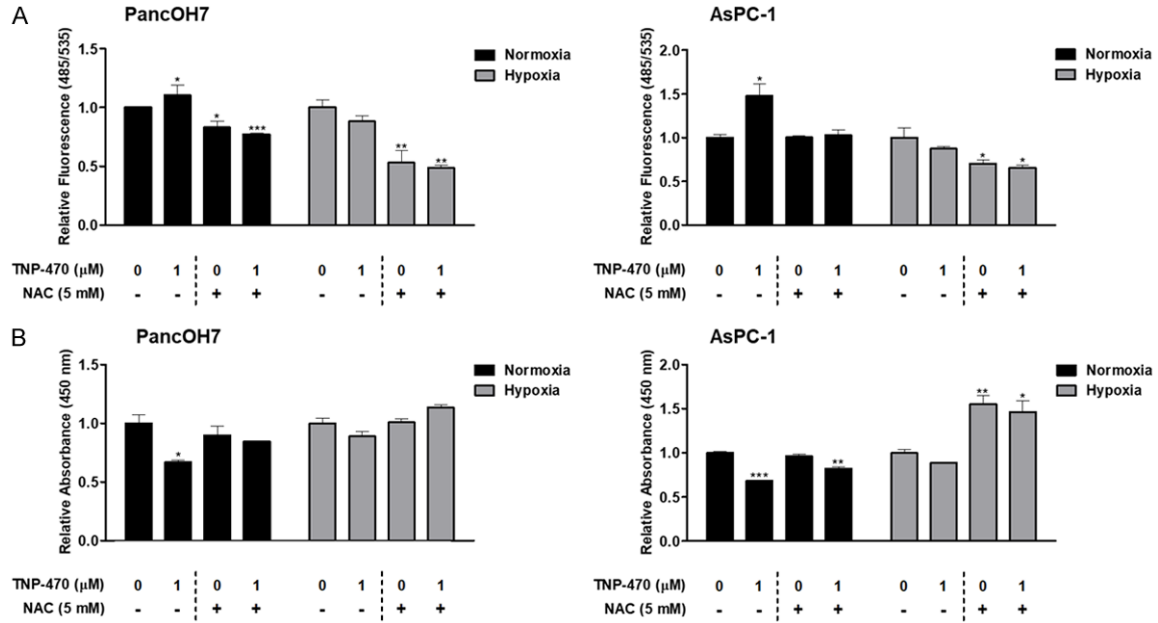 A
PancOH7
Relative Fluorescence (485/535)
1.5
1.0
0.5
0.0
* * *** ** **
Normoxia
Hypoxia
TNP-470 (μM) 0 1 0 1 0 1 0 1
NAC (5 mM) - - + + - - + +
AsPC-1
Relative Fluorescence (485/535)
2.0
1.5
1.0
0.5
0.0
* * *
Normoxia
Hypoxia
TNP-470 (μM) 0 1 0 1 0 1 0 1
NAC (5 mM) - - + + - - + +
B
PancOH7
Relative Absorbance (450 nm)
1.5
1.0
0.5
0.0
*
Normoxia
Hypoxia
TNP-470 (μM) 0 1 0 1 0 1 0 1
NAC (5 mM) - - + + - - + +
AsPC-1
Relative Absorbance (450 nm)
2.0
1.5
1.0
0.5
0.0
*** ** ** *
Normoxia
Hypoxia
TNP-470 (μM) 0 1 0 1 0 1 0 1
NAC (5 mM) - - + + - - + +